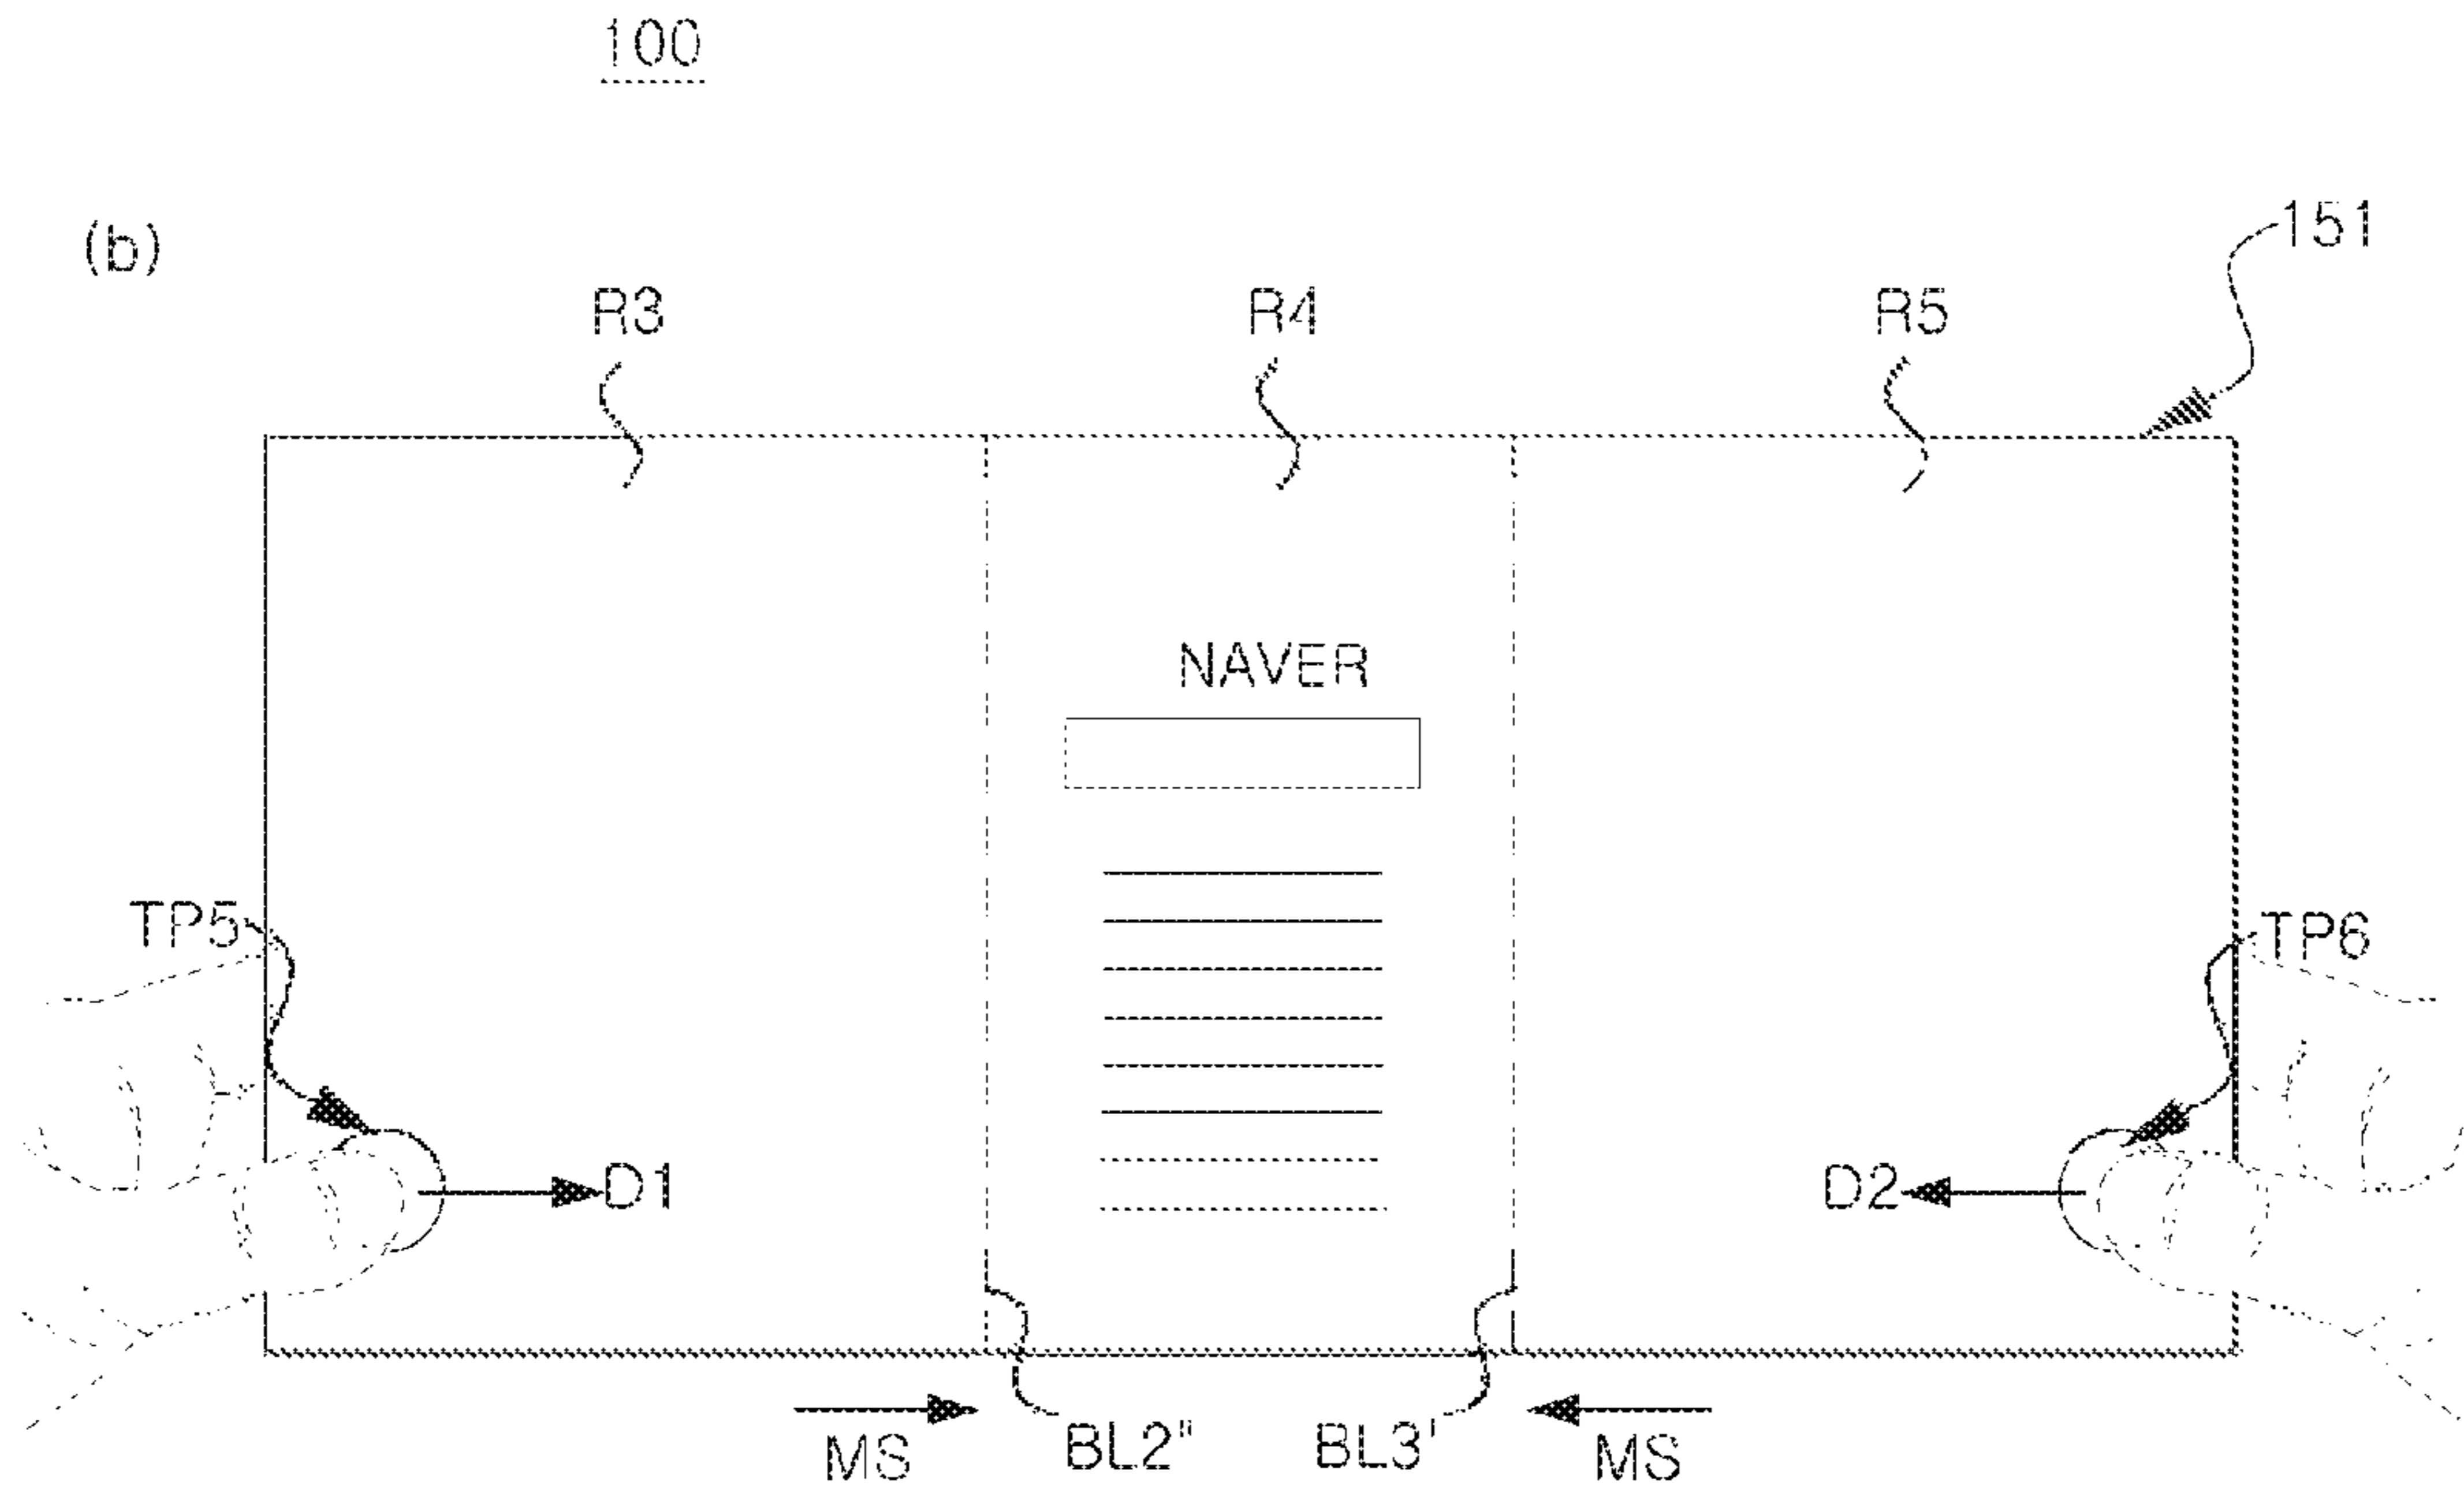 100
(b)
151
R3 R4 R5
NAVER
TP5 TP6
D1 D2
BL2" BL3'
MS MS